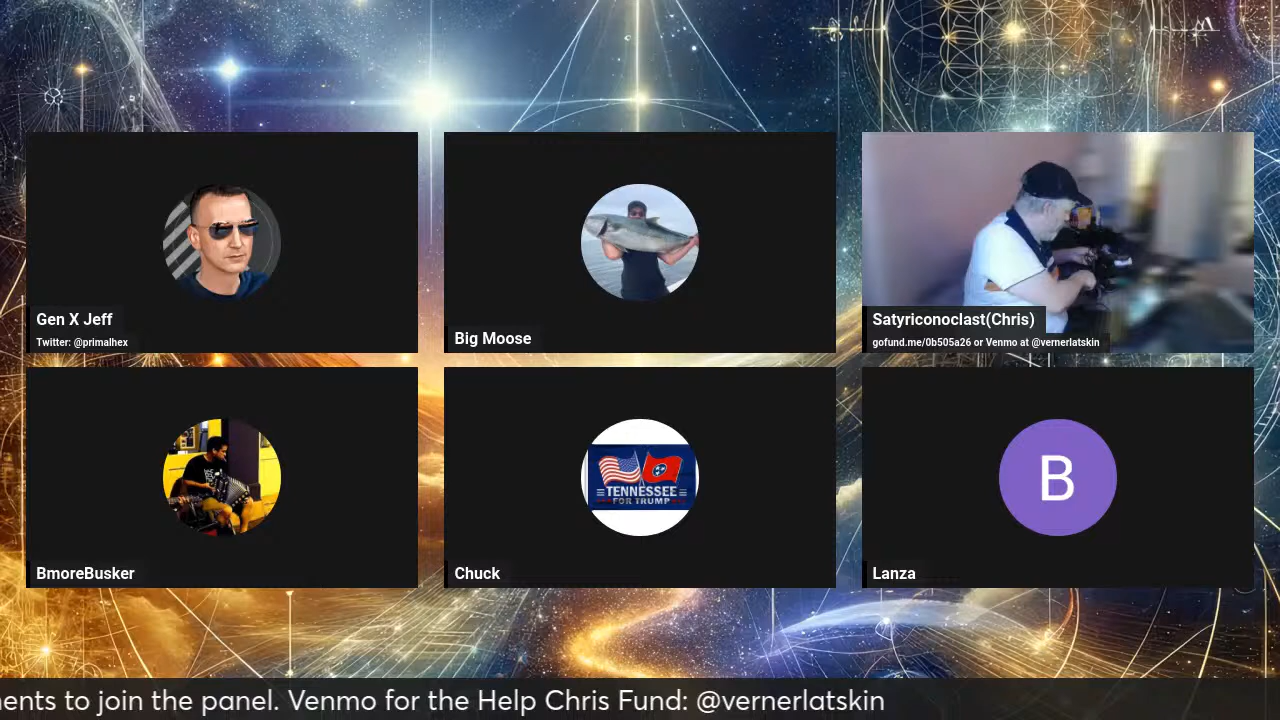 Gen X Jeff
Twitter: @primalhex
Big Moose
Satyriconoclast(Chris)
gofund.me/0b505a26 or Venmo at @vernerlatskin
BmoreBusker
TENNESSEE
FOR TRUMP
Chuck
B
Lanza
ents to join the panel. Venmo for the Help Chris Fund: @vernerlatskin